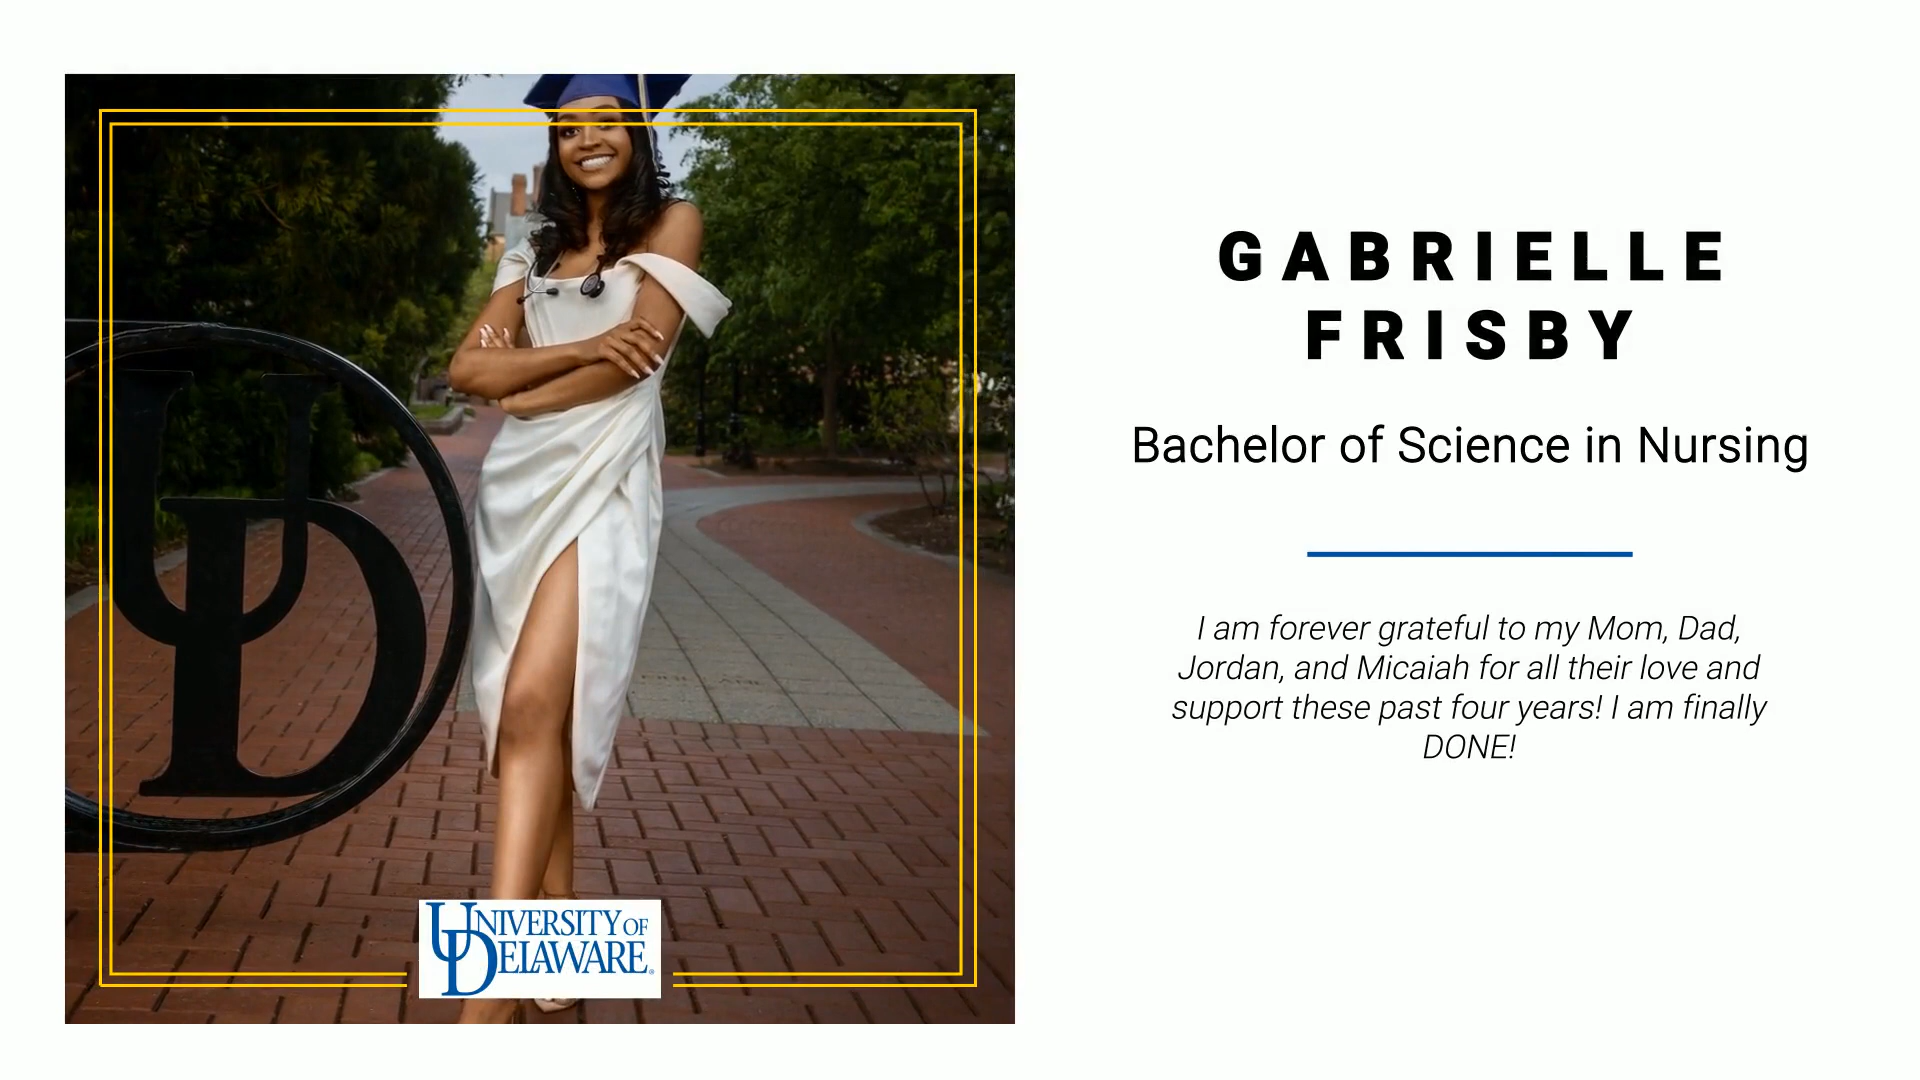 UD
UNIVERSITY OF
DELAWARE
GABRIELLE
FRISBY
Bachelor of Science in Nursing
I am forever grateful to my Mom, Dad,
Jordan, and Micaiah for all their love and
support these past four years! I am finally
DONE!